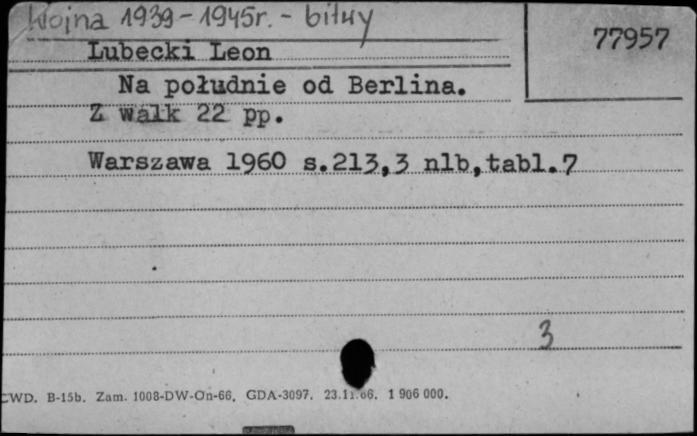 Wojna 1939-1945r. - bitwy
77957
Lubecki Leon
Na południe od Berlina.
Z walk 22 pp.
Warszawa 1960 s.213,3 nlb,tabl.7
3
CWD. B-15b. Zam. 1008-DW-On-66. GDA-3097. 23.11.66. 1 906 000.